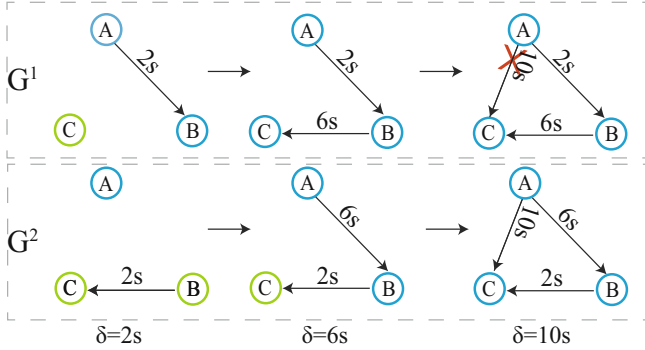 A A A
2s 2s 10s 2s
G¹
C B C 6s B C 6s B
A A A
6s 10s 6s
G²
C 2s B C 2s B C 2s B
δ=2s δ=6s δ=10s